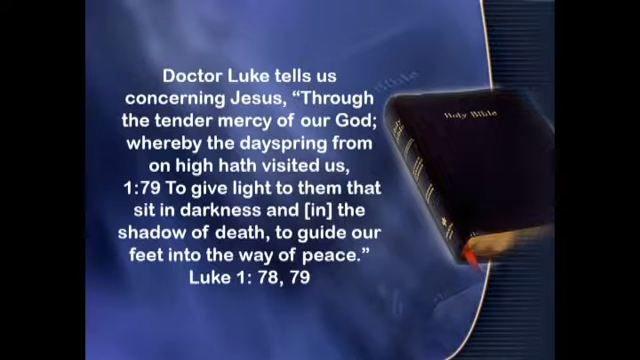 Doctor Luke tells us
concerning Jesus, “Through
the tender mercy of our God;
whereby the dayspring from
on high hath visited us,
1:79 To give light to them that
sit in darkness and [in] the
shadow of death, to guide our
feet into the way of peace.”
Luke 1: 78, 79
Holy Bible